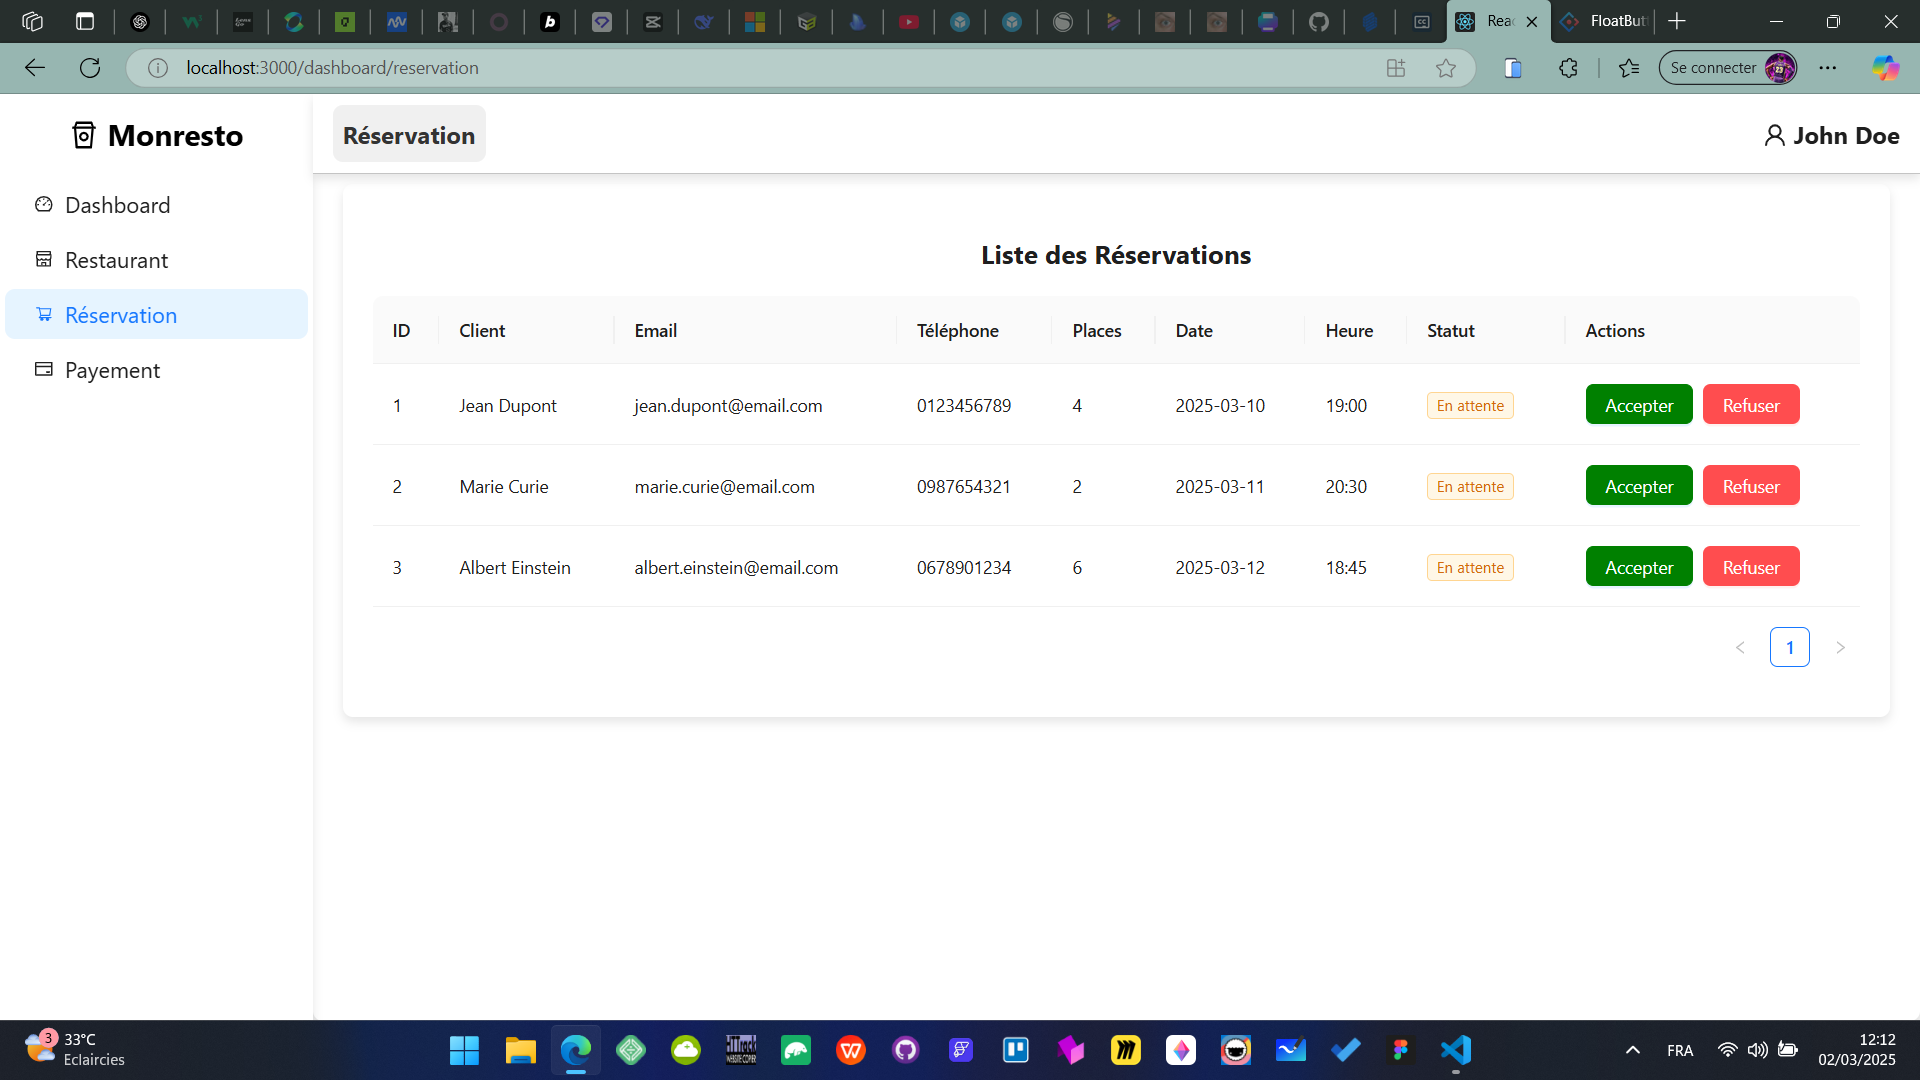 Reac
FloatBut
localhost:3000/dashboard/reservation
Se connecter
Monresto
Réservation
John Doe
Dashboard
Restaurant
Réservation
Payement
Liste des Réservations
ID Client Email Téléphone Places Date Heure Statut Actions
1 Jean Dupont jean.dupont@email.com 0123456789 4 2025-03-10 19:00 En attente Accepter Refuser
2 Marie Curie marie.curie@email.com 0987654321 2 2025-03-11 20:30 En attente Accepter Refuser
3 Albert Einstein albert.einstein@email.com 0678901234 6 2025-03-12 18:45 En attente Accepter Refuser
< 1 >
3
33°C
Eclaircies
FRA
12:12
02/03/2025